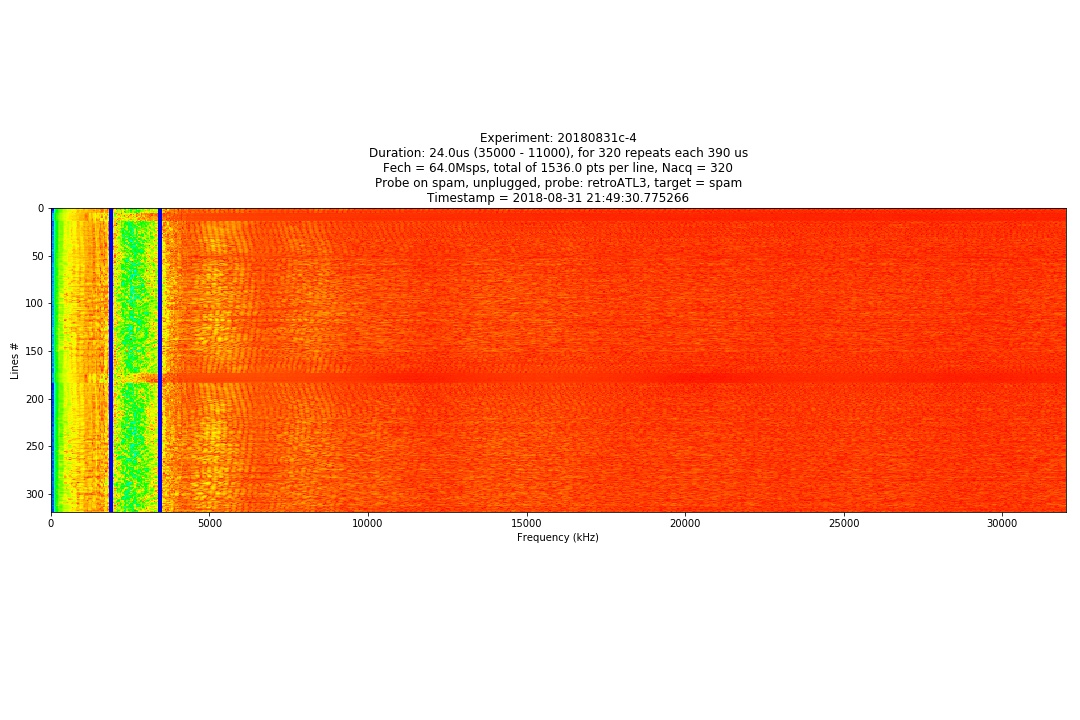 Experiment: 20180831c-4
Duration: 24.0us (35000 - 11000), for 320 repeats each 390 us
Fech = 64.0Msps, total of 1536.0 pts per line, Nacq = 320
Probe on spam, unplugged, probe: retroATL3, target = spam
Timestamp = 2018-08-31 21:49:30.775266
0
50
100
150
200
250
300
Lines #
0 5000 10000 15000 20000 25000 30000
Frequency (kHz)